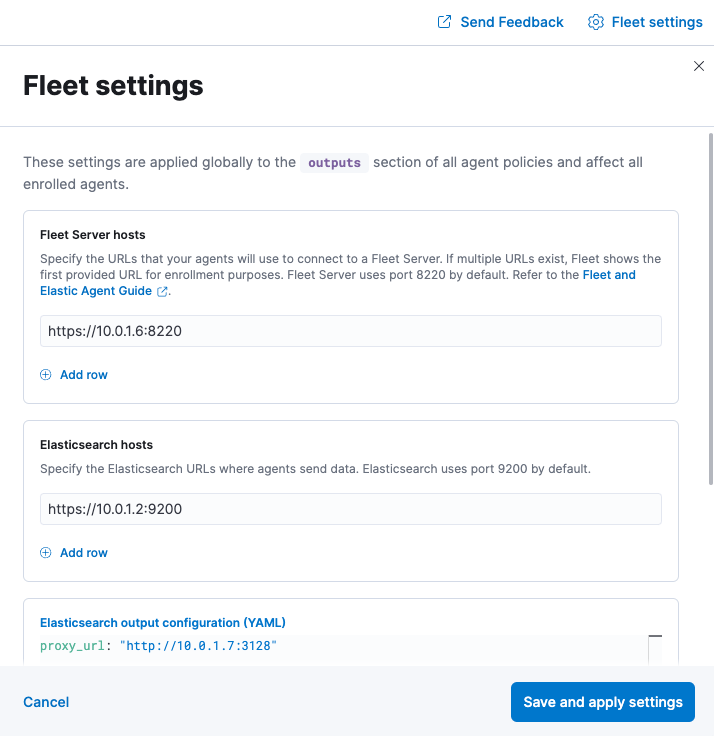 Send Feedback
Fleet settings
Fleet settings
These settings are applied globally to the outputs section of all agent policies and affect all
enrolled agents.
Fleet Server hosts
Specify the URLs that your agents will use to connect to a Fleet Server. If multiple URLs exist, Fleet shows the
first provided URL for enrollment purposes. Fleet Server uses port 8220 by default. Refer to the Fleet and
Elastic Agent Guide.
https://10.0.1.6:8220
Add row
Elasticsearch hosts
Specify the Elasticsearch URLs where agents send data. Elasticsearch uses port 9200 by default.
https://10.0.1.2:9200
Add row
Elasticsearch output configuration (YAML)
proxy_url: "http://10.0.1.7:3128"
Cancel
Save and apply settings